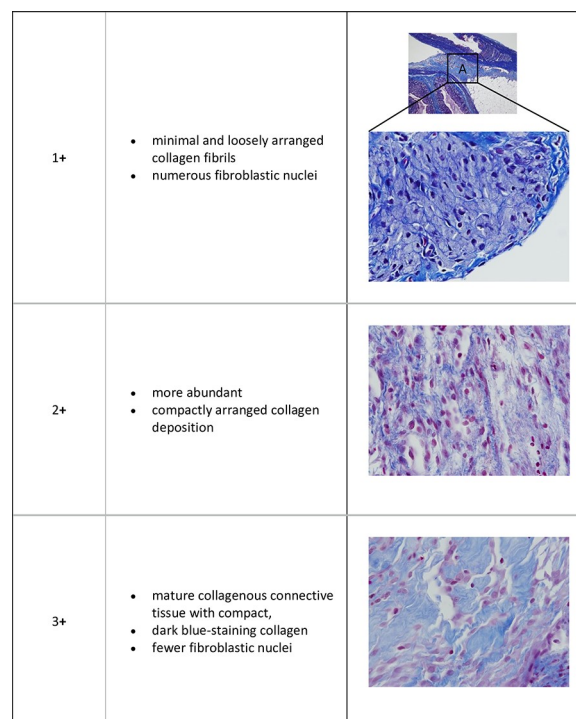 1+
• minimal and loosely arranged
collagen fibrils
• numerous fibroblastic nuclei
A
2+
• more abundant
• compactly arranged collagen
deposition
3+
• mature collagenous connective
tissue with compact,
• dark blue-staining collagen
• fewer fibroblastic nuclei